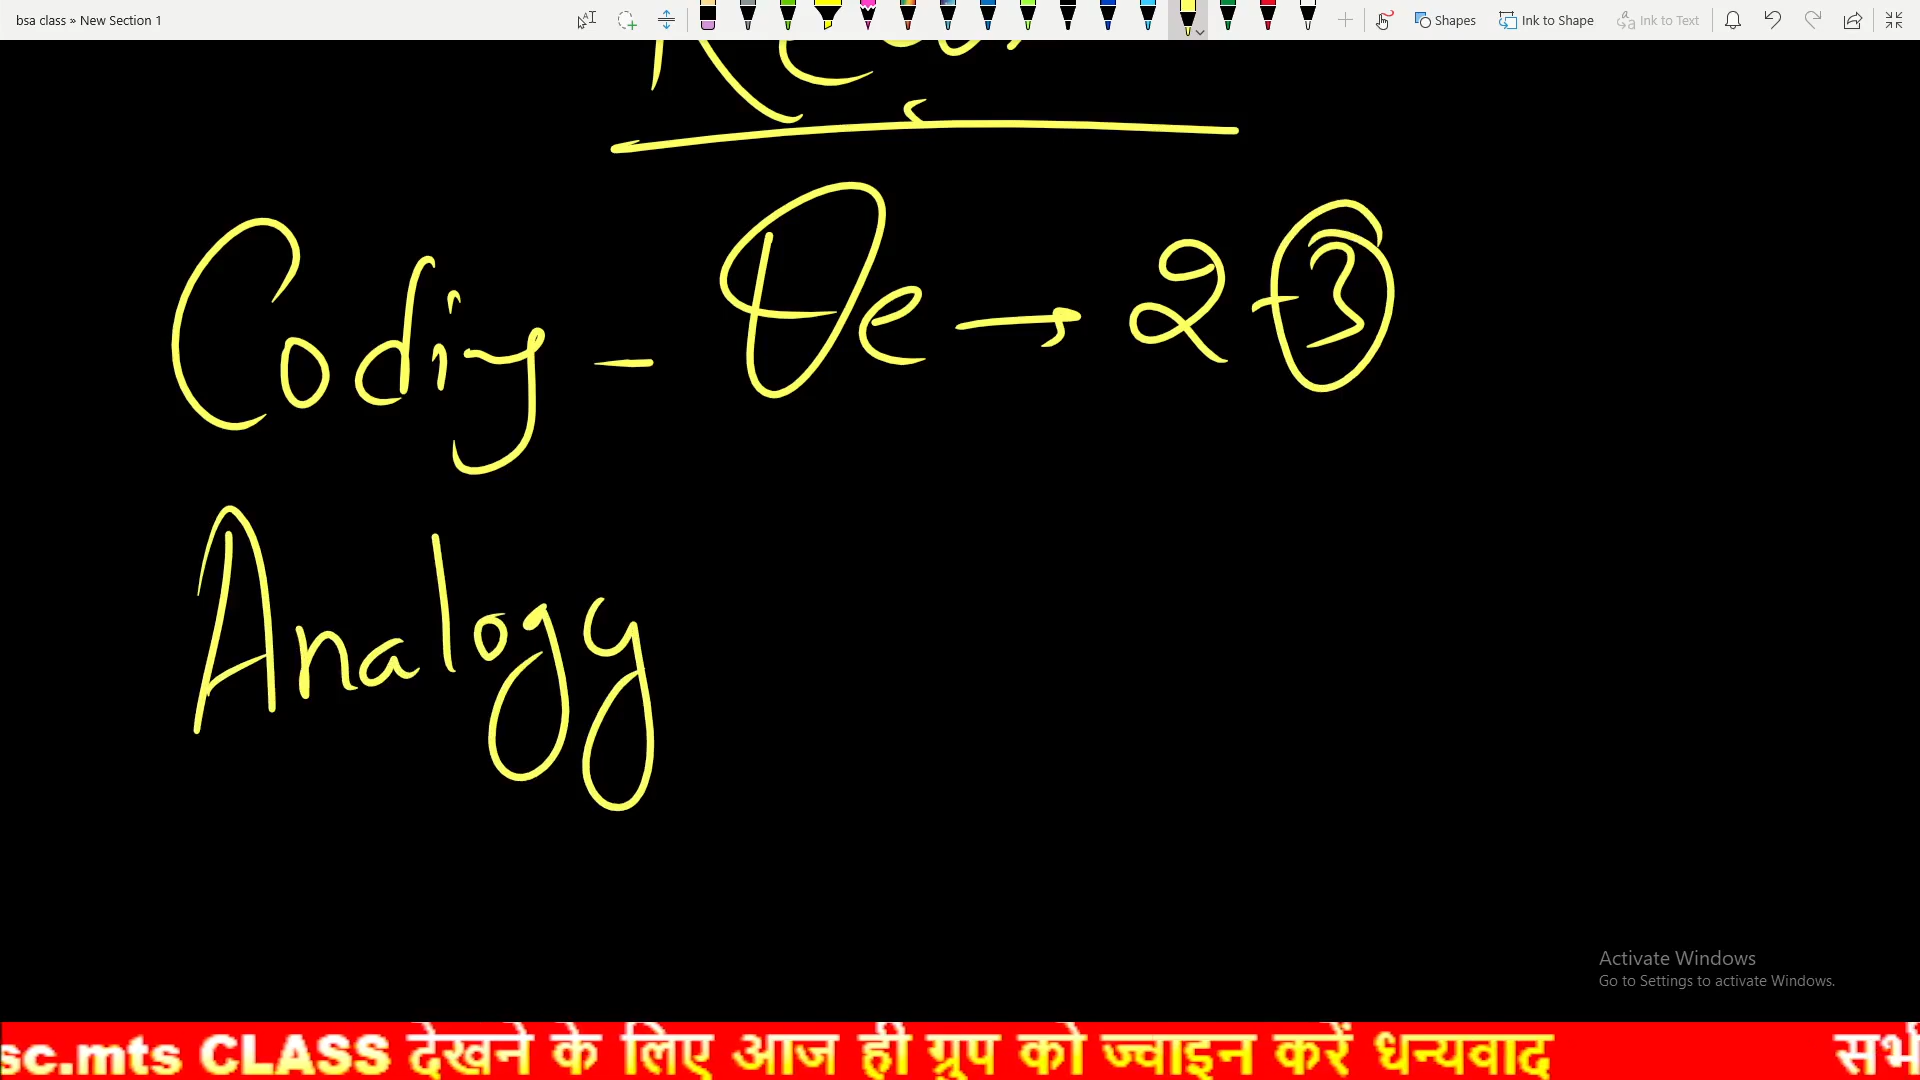 bsa class » New Section 1
Shapes
Ink to Shape
Ink to Text
Coding - De → 2-3
Analogy
Activate Windows
Go to Settings to activate Windows.
sc.mts CLASS देखने के लिए आज ही ग्रुप को ज्वाइन करें धन्यवाद सभी